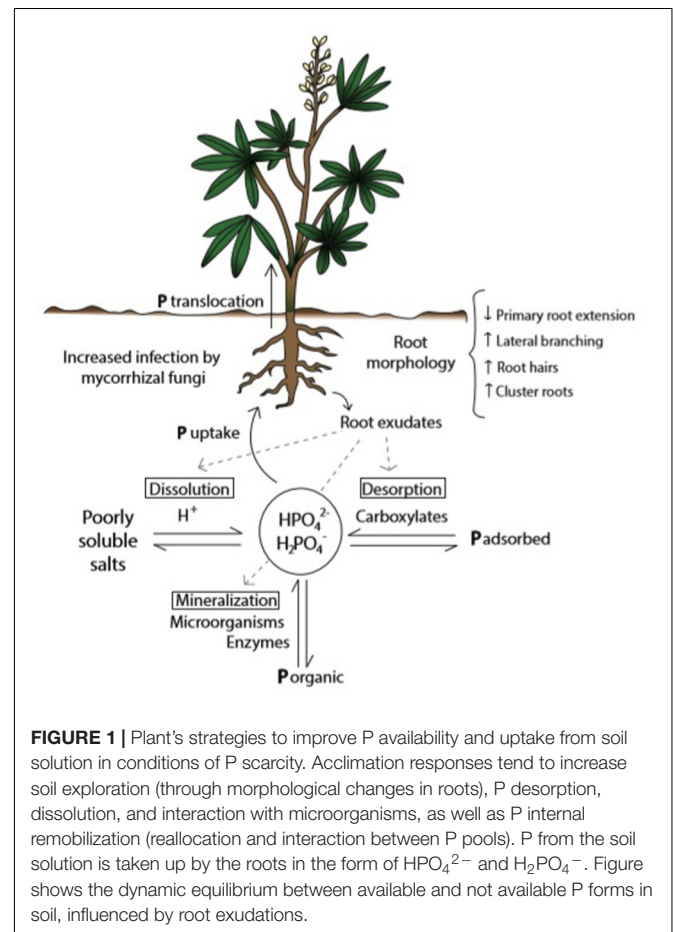 P translocation
Increased infection by
mycorrhizal fungi
Root
morphology
↓ Primary root extension
↑ Lateral branching
↑ Root hairs
↑ Cluster roots
P uptake
Root exudates
Dissolution
H⁺
Poorly
soluble
salts
HPO₄²⁻
H₂PO₄⁻
Desorption
Carboxylates
P adsorbed
Mineralization
Microorganisms
Enzymes
P organic
FIGURE 1 | Plant's strategies to improve P availability and uptake from soil
solution in conditions of P scarcity. Acclimation responses tend to increase
soil exploration (through morphological changes in roots), P desorption,
dissolution, and interaction with microorganisms, as well as P internal
remobilization (reallocation and interaction between P pools). P from the soil
solution is taken up by the roots in the form of HPO₄²⁻ and H₂PO₄⁻. Figure
shows the dynamic equilibrium between available and not available P forms in
soil, influenced by root exudations.